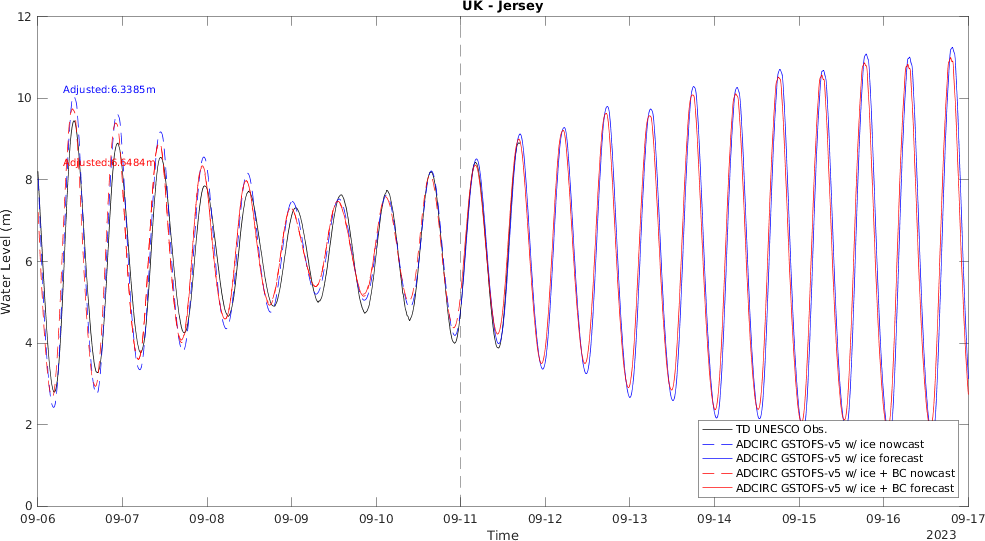 UK - Jersey
12
10
8
6
4
2
0
Water Level (m)
Adjusted:6.3385m
Adjusted:6.6484m
TD UNESCO Obs.
ADCIRC GSTOFS-v5 w/ ice nowcast
ADCIRC GSTOFS-v5 w/ ice forecast
ADCIRC GSTOFS-v5 w/ ice + BC nowcast
ADCIRC GSTOFS-v5 w/ ice + BC forecast
09-06 09-07 09-08 09-09 09-10 09-11 09-12 09-13 09-14 09-15 09-16 09-17
Time
2023